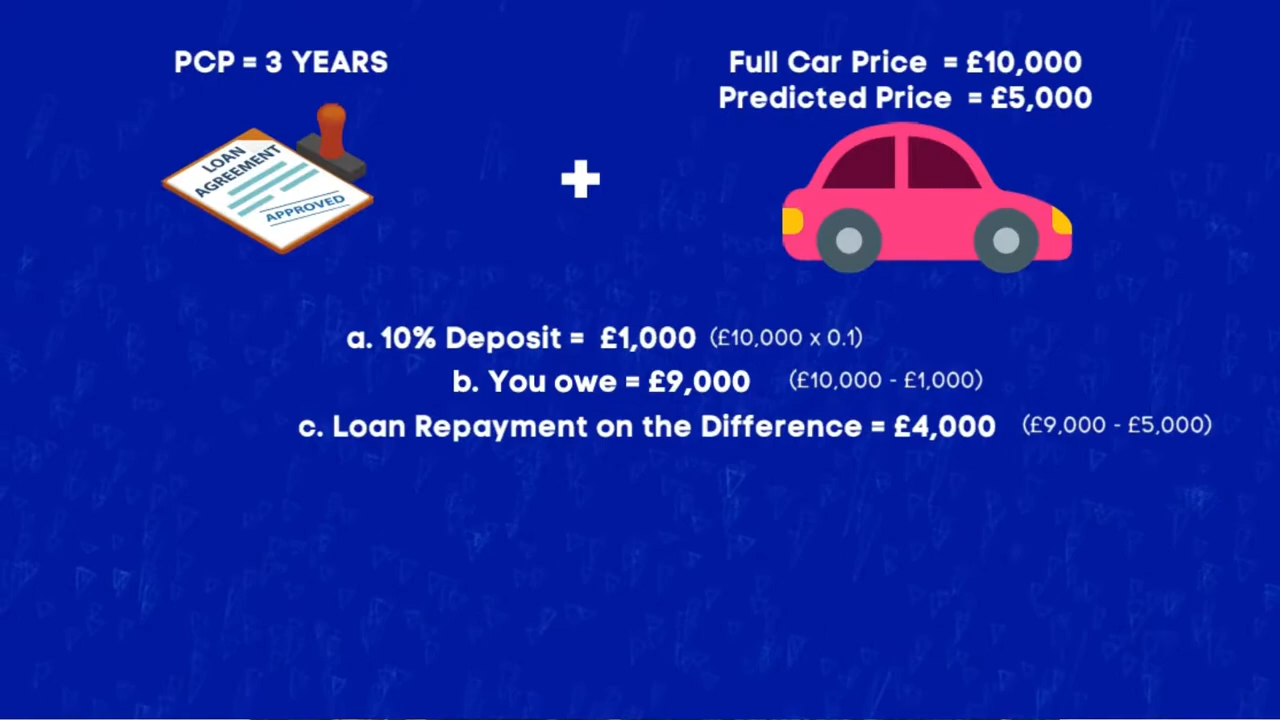 PCP = 3 YEARS
Full Car Price = £10,000
Predicted Price = £5,000
LOAN
AGREEMENT
APPROVED
a. 10% Deposit = £1,000 (£10,000 x 0.1)
b. You owe = £9,000 (£10,000 - £1,000)
c. Loan Repayment on the Difference = £4,000 (£9,000 - £5,000)